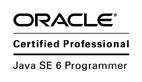 ORACLE®
Certified Professional
Java SE 6 Programmer